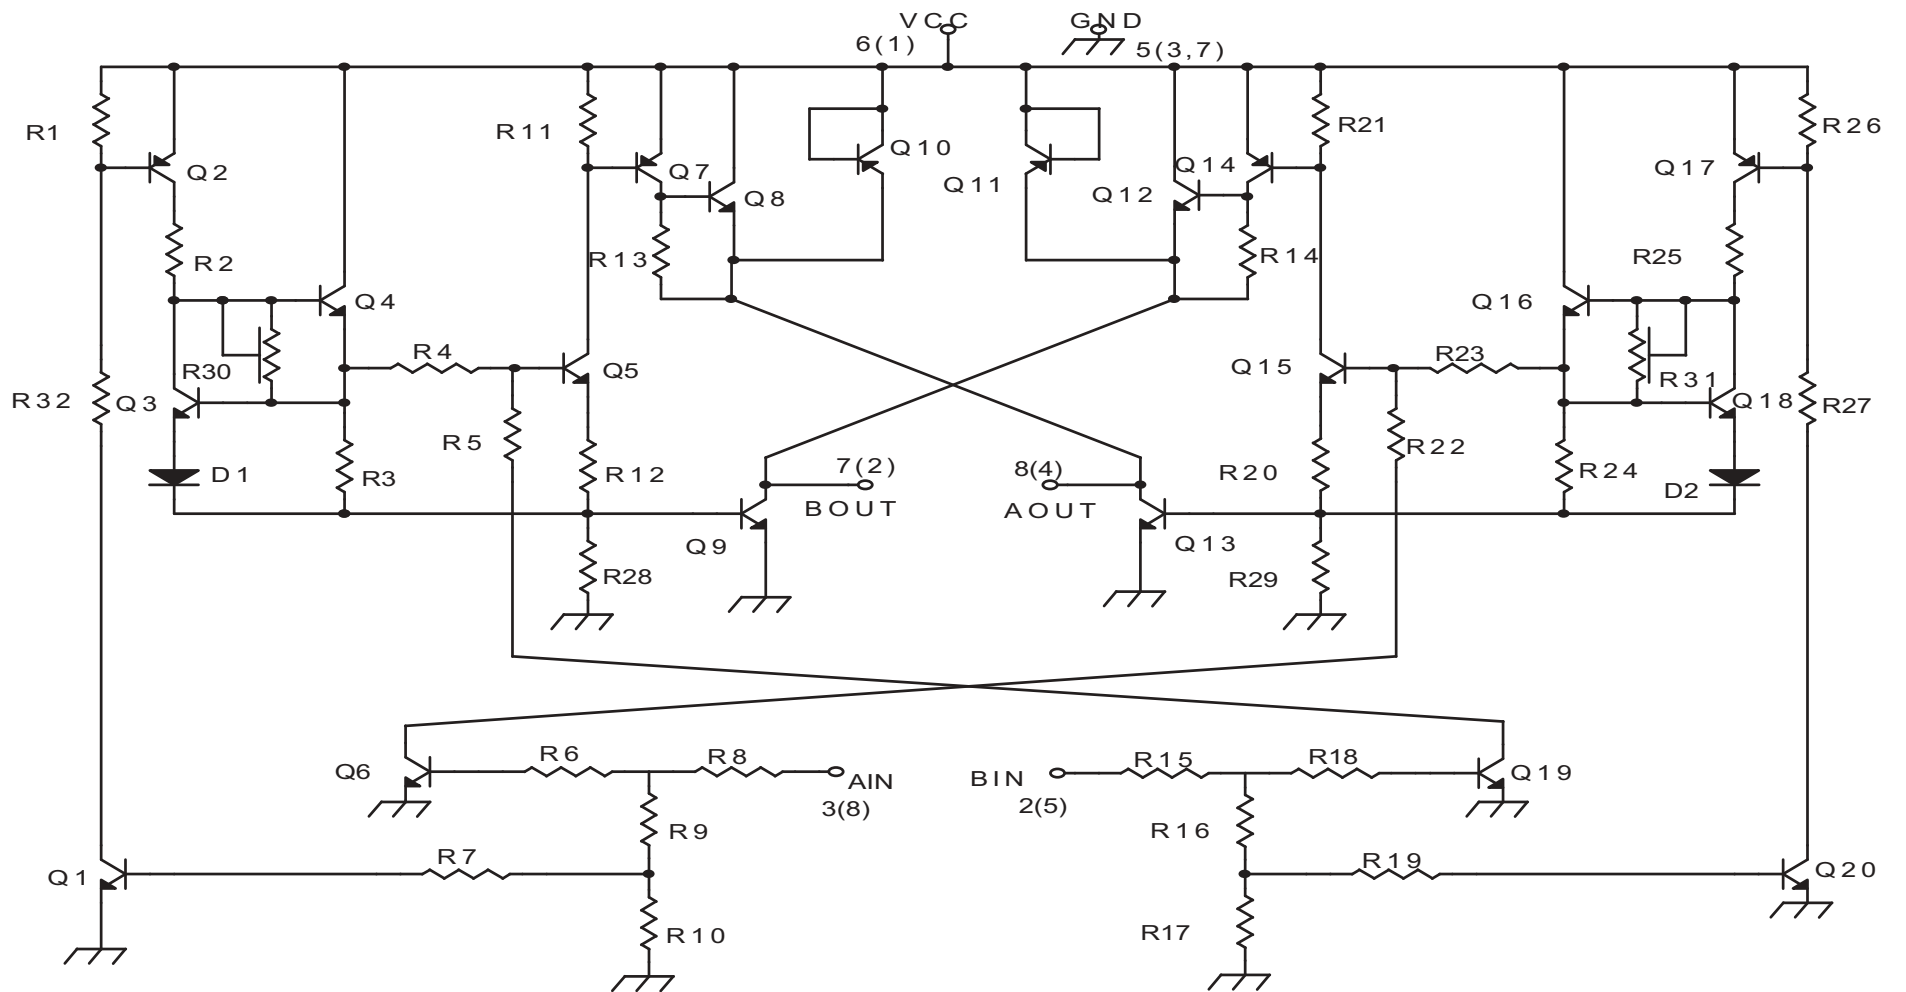 VCC
GND
6(1)
5(3,7)
R1
R11
R21
R26
Q2
Q7
Q10
Q11
Q14
Q17
Q8
Q12
R2
R13
R14
R25
Q4
Q16
R4
R23
R30
Q5
Q15
R31
R32
Q3
Q18
R27
R5
R22
D1
R3
R12
7(2)
8(4)
R20
R24
D2
BOUT
AOUT
Q9
Q13
R28
R29
Q6
R6
R8
AIN
3(8)
BIN
2(5)
R15
R18
Q19
R9
R16
Q1
R7
R19
Q20
R10
R17